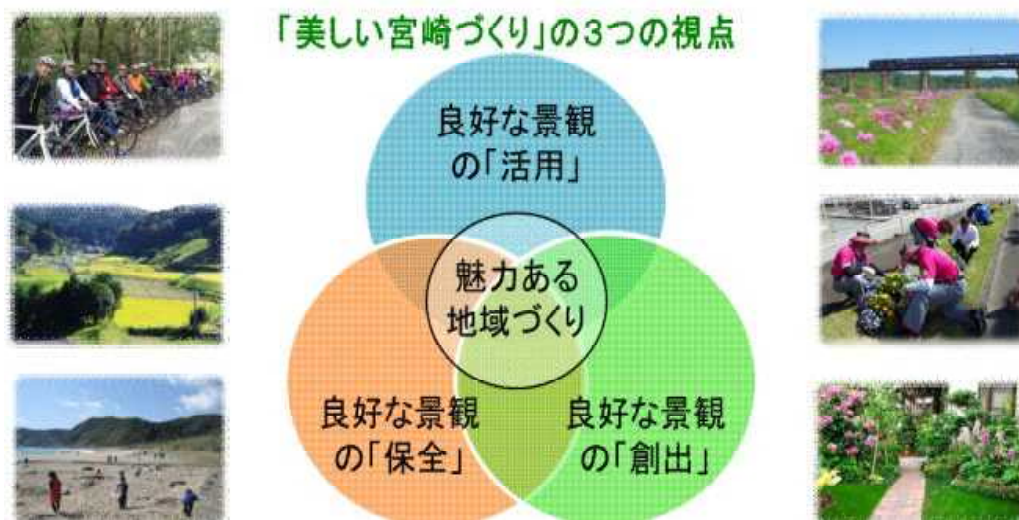 「美しい宮崎づくり」の3つの視点
良好な景観
の「活用」
魅力ある
地域づくり
良好な景観
の「保全」
良好な景観
の「創出」